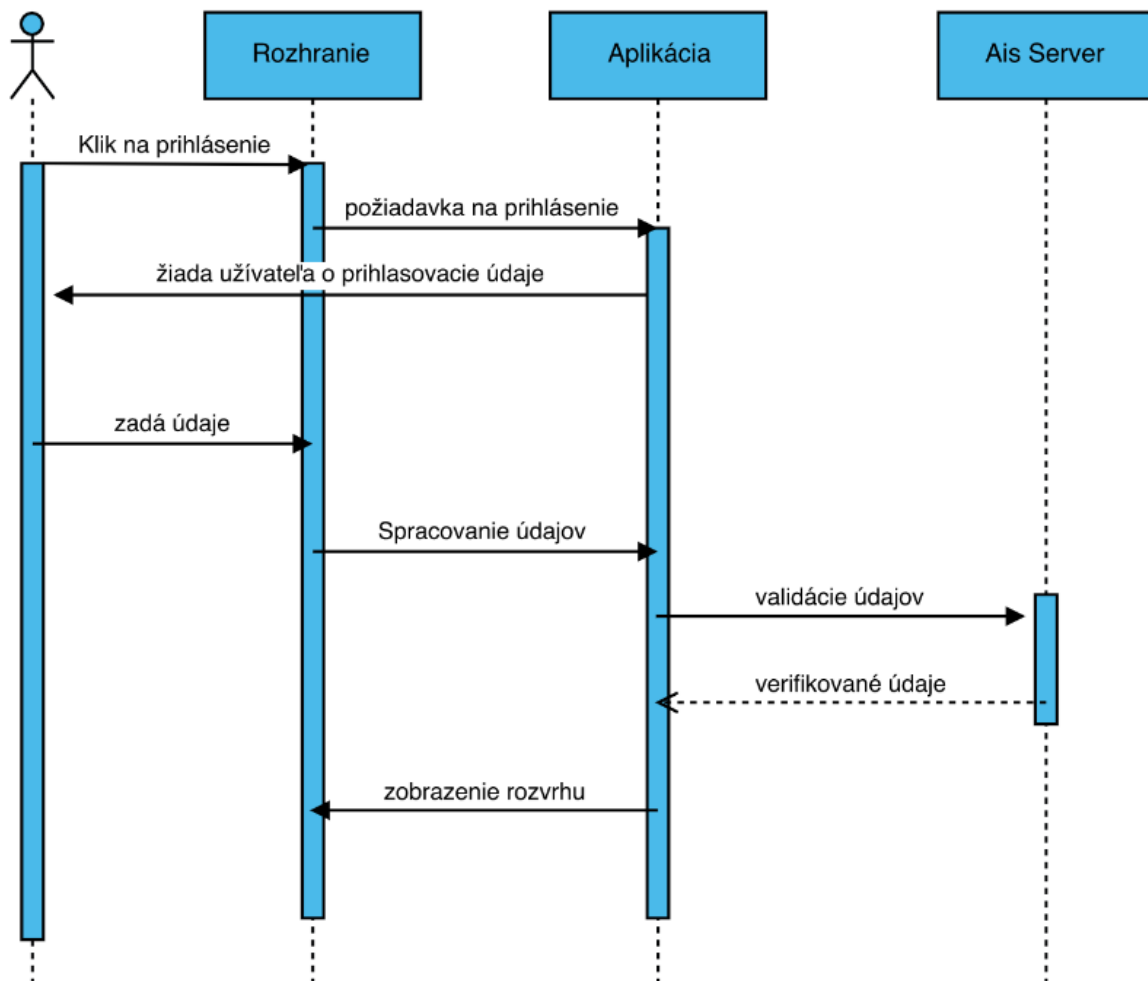 Rozhranie
Aplikácia
Ais Server
Klik na prihlásenie
požiadavka na prihlásenie
žiada užívateľa o prihlasovacie údaje
zadá údaje
Spracovanie údajov
validácie údajov
verifikované údaje
zobrazenie rozvrhu